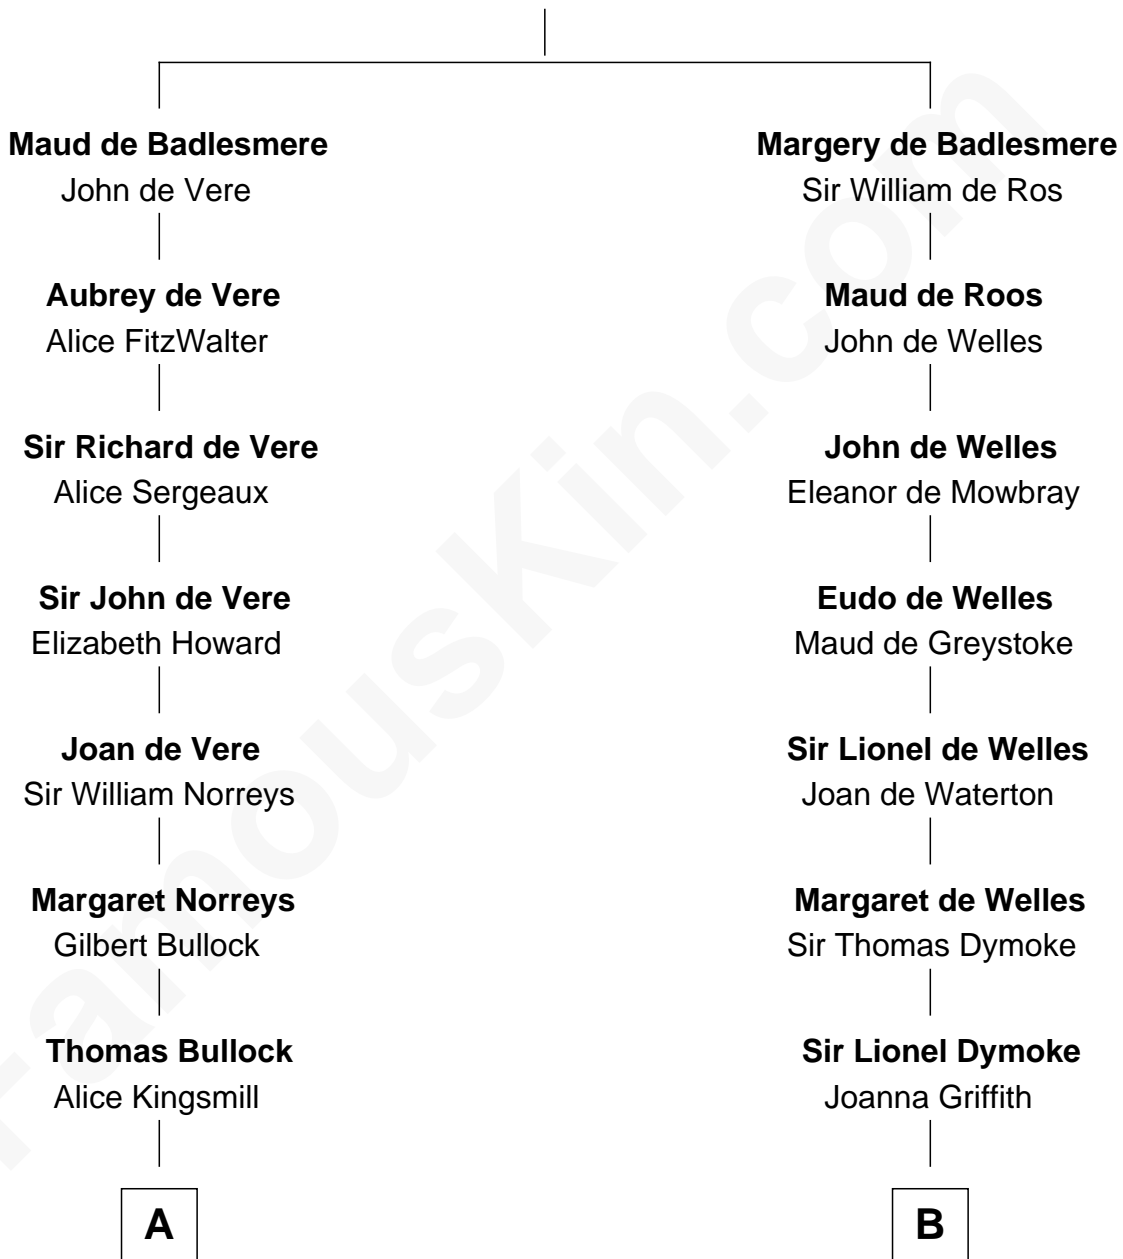 Maud de Badlesmere
John de Vere
Aubrey de Vere
Alice FitzWalter
Sir Richard de Vere
Alice Sergeaux
Sir John de Vere
Elizabeth Howard
Joan de Vere
Sir William Norreys
Margaret Norreys
Gilbert Bullock
Thomas Bullock
Alice Kingsmill
A
Margery de Badlesmere
Sir William de Ros
Maud de Roos
John de Welles
John de Welles
Eleanor de Mowbray
Eudo de Welles
Maud de Greystoke
Sir Lionel de Welles
Joan de Waterton
Margaret de Welles
Sir Thomas Dymoke
Sir Lionel Dymoke
Joanna Griffith
B
FamousKin.com